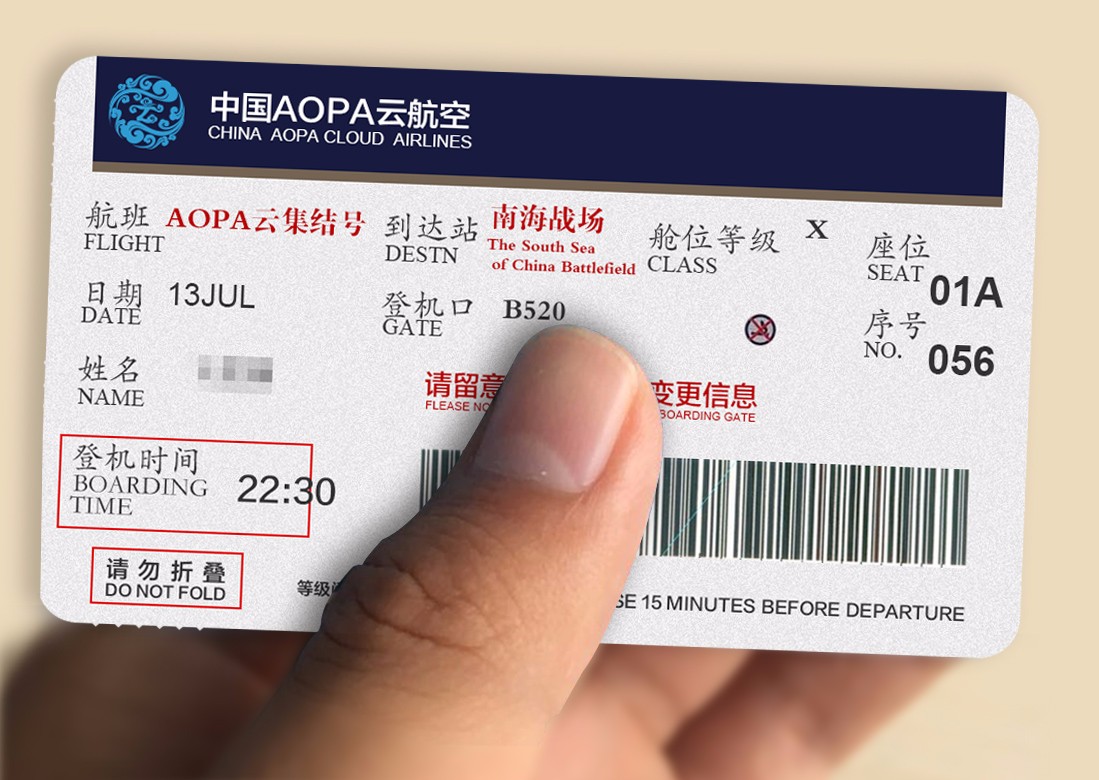 中国AOPA云航空
CHINA AOPA CLOUD AIRLINES
航班 AOPA云集结号
FLIGHT
到达站 南海战场
DESTN The South Sea
of China Battlefield
舱位等级 X
CLASS
座位
SEAT 01A
日期 13JUL
DATE
登机口 B520
GATE
序号
NO. 056
姓名
NAME
请留意 变更信息
BOARDING GATE
登机时间
BOARDING 22:30
TIME
请勿折叠
DO NOT FOLD
等级
15 MINUTES BEFORE DEPARTURE